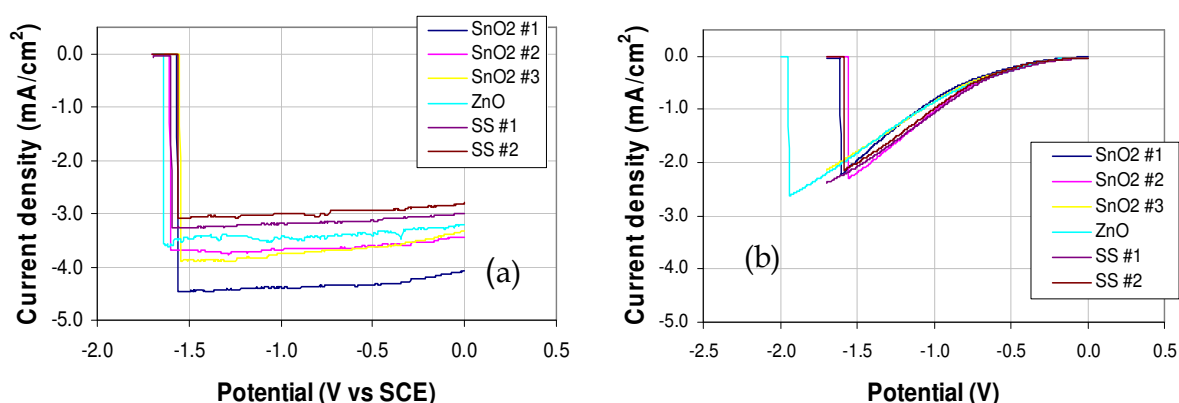 SnO2 #1
SnO2 #2
SnO2 #3
ZnO
SS #1
SS #2
0.0
-1.0
-2.0
-3.0
-4.0
-5.0
-2.0 -1.5 -1.0 -0.5 0.0 0.5
Current density (mA/cm2)
Potential (V vs SCE)
(a)
0.0
-1.0
-2.0
-3.0
-4.0
-5.0
-2.5 -2.0 -1.5 -1.0 -0.5 0.0 0.5
Current density (mA/cm2)
Potential (V)
(b)
SnO2 #1
SnO2 #2
SnO2 #3
ZnO
SS #1
SS #2